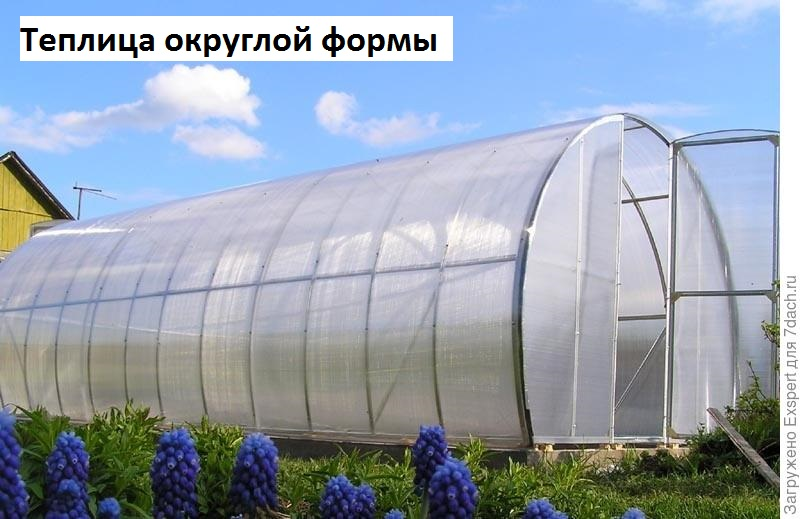 Теплица округлой формы
Загружено Exspert для 7dach.ru